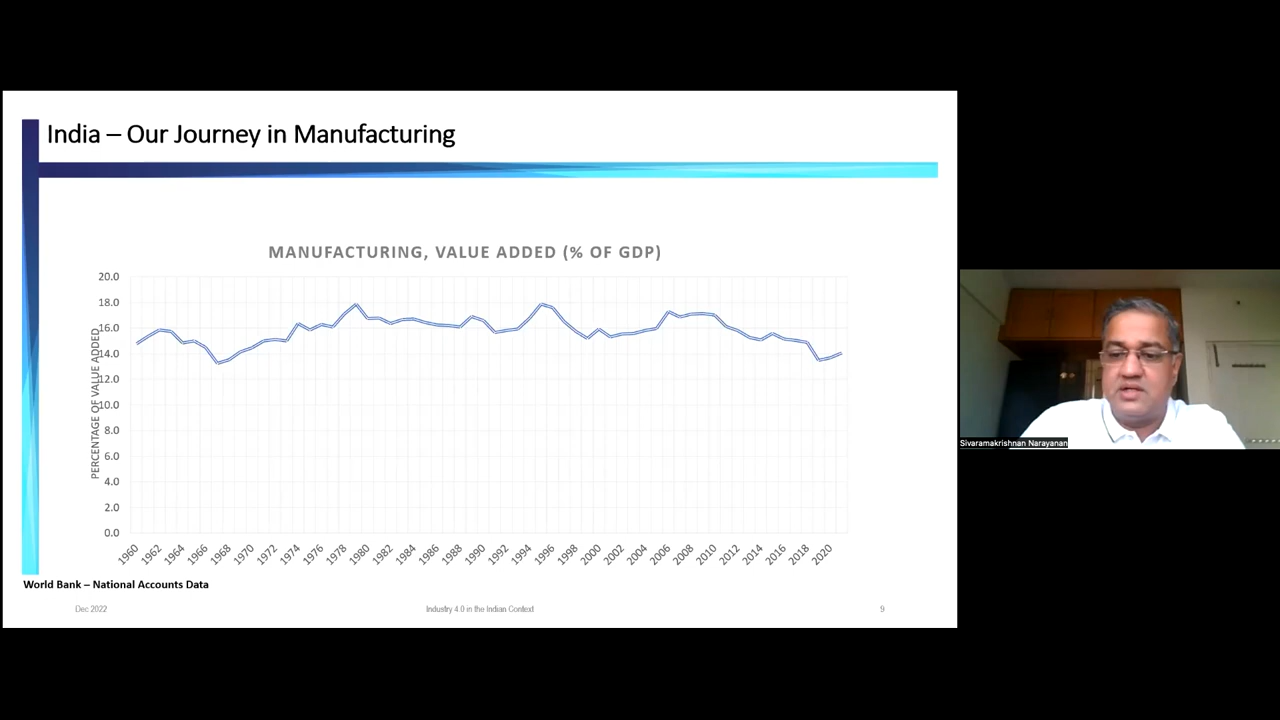 India – Our Journey in Manufacturing
MANUFACTURING, VALUE ADDED (% OF GDP)
PERCENTAGE OF VALUE ADDED
20.0
18.0
16.0
14.0
12.0
10.0
8.0
6.0
4.0
2.0
0.0
1960 1962 1964 1966 1968 1970 1972 1974 1976 1978 1980 1982 1984 1986 1988 1990 1992 1994 1996 1998 2000 2002 2004 2006 2008 2010 2012 2014 2016 2018 2020
World Bank – National Accounts Data
Dec 2022 Industry 4.0 in the Indian Context 9
Sivaramakrishnan Narayanan